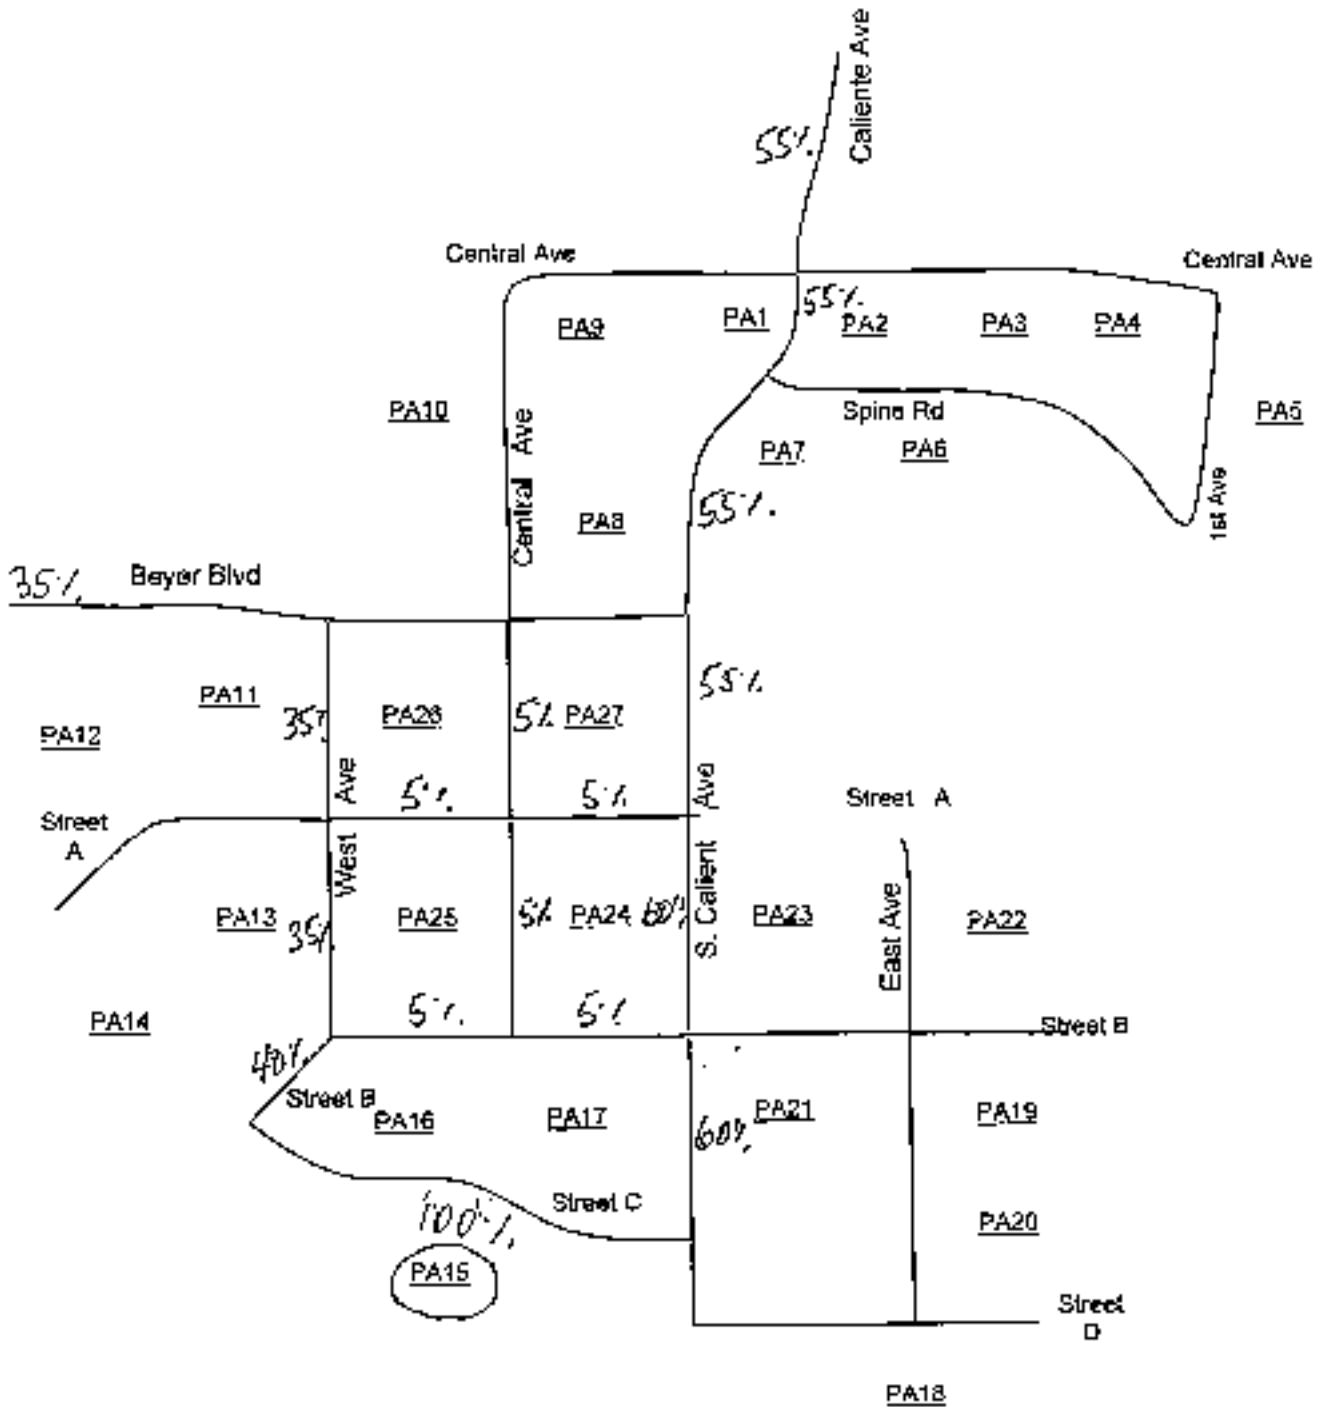 Caliente Ave
55%
Central Ave
Central Ave
55%
PA9
PA1
PA2
PA3
PA4
PA10
Spine Rd
PA5
Central Ave
PA7
PA6
55%
PA8
1st Ave
35%
Beyer Blvd
55%
PA11
35%
PA26
5%
PA27
PA12
5%
5%
Ave
Ave
Street A
Street
A
West
S. Calient
PA13
35%
PA25
5%
PA24
60%
PA23
East Ave
PA22
PA14
5%
5%
Street B
40%
Street B
PA16
PA17
60%
PA21
PA19
Street C
100%
PA20
PA15
Street
D
PA18